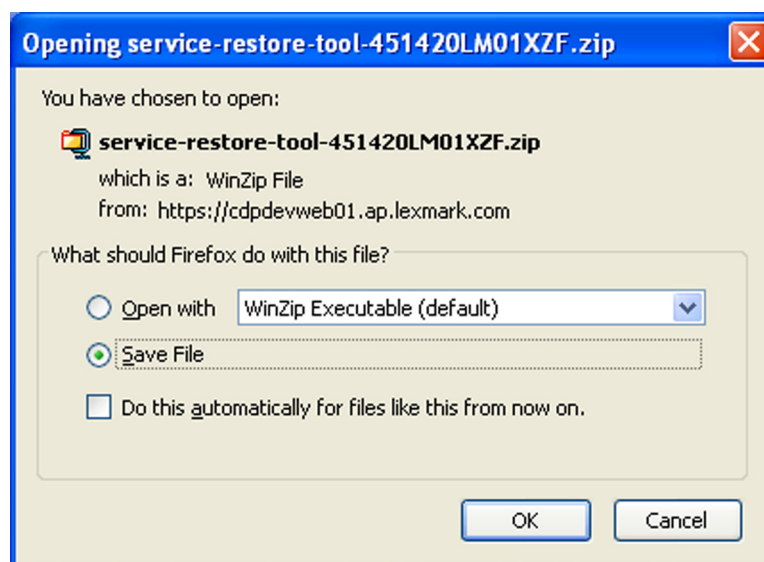 Opening service-restore-tool-451420LM01XZF.zip
You have chosen to open:
service-restore-tool-451420LM01XZF.zip
which is a: WinZip File
from: https://cdpdevweb01.ap.lexmark.com
What should Firefox do with this file?
Open with WinZip Executable (default)
Save File
Do this automatically for files like this from now on.
OK Cancel